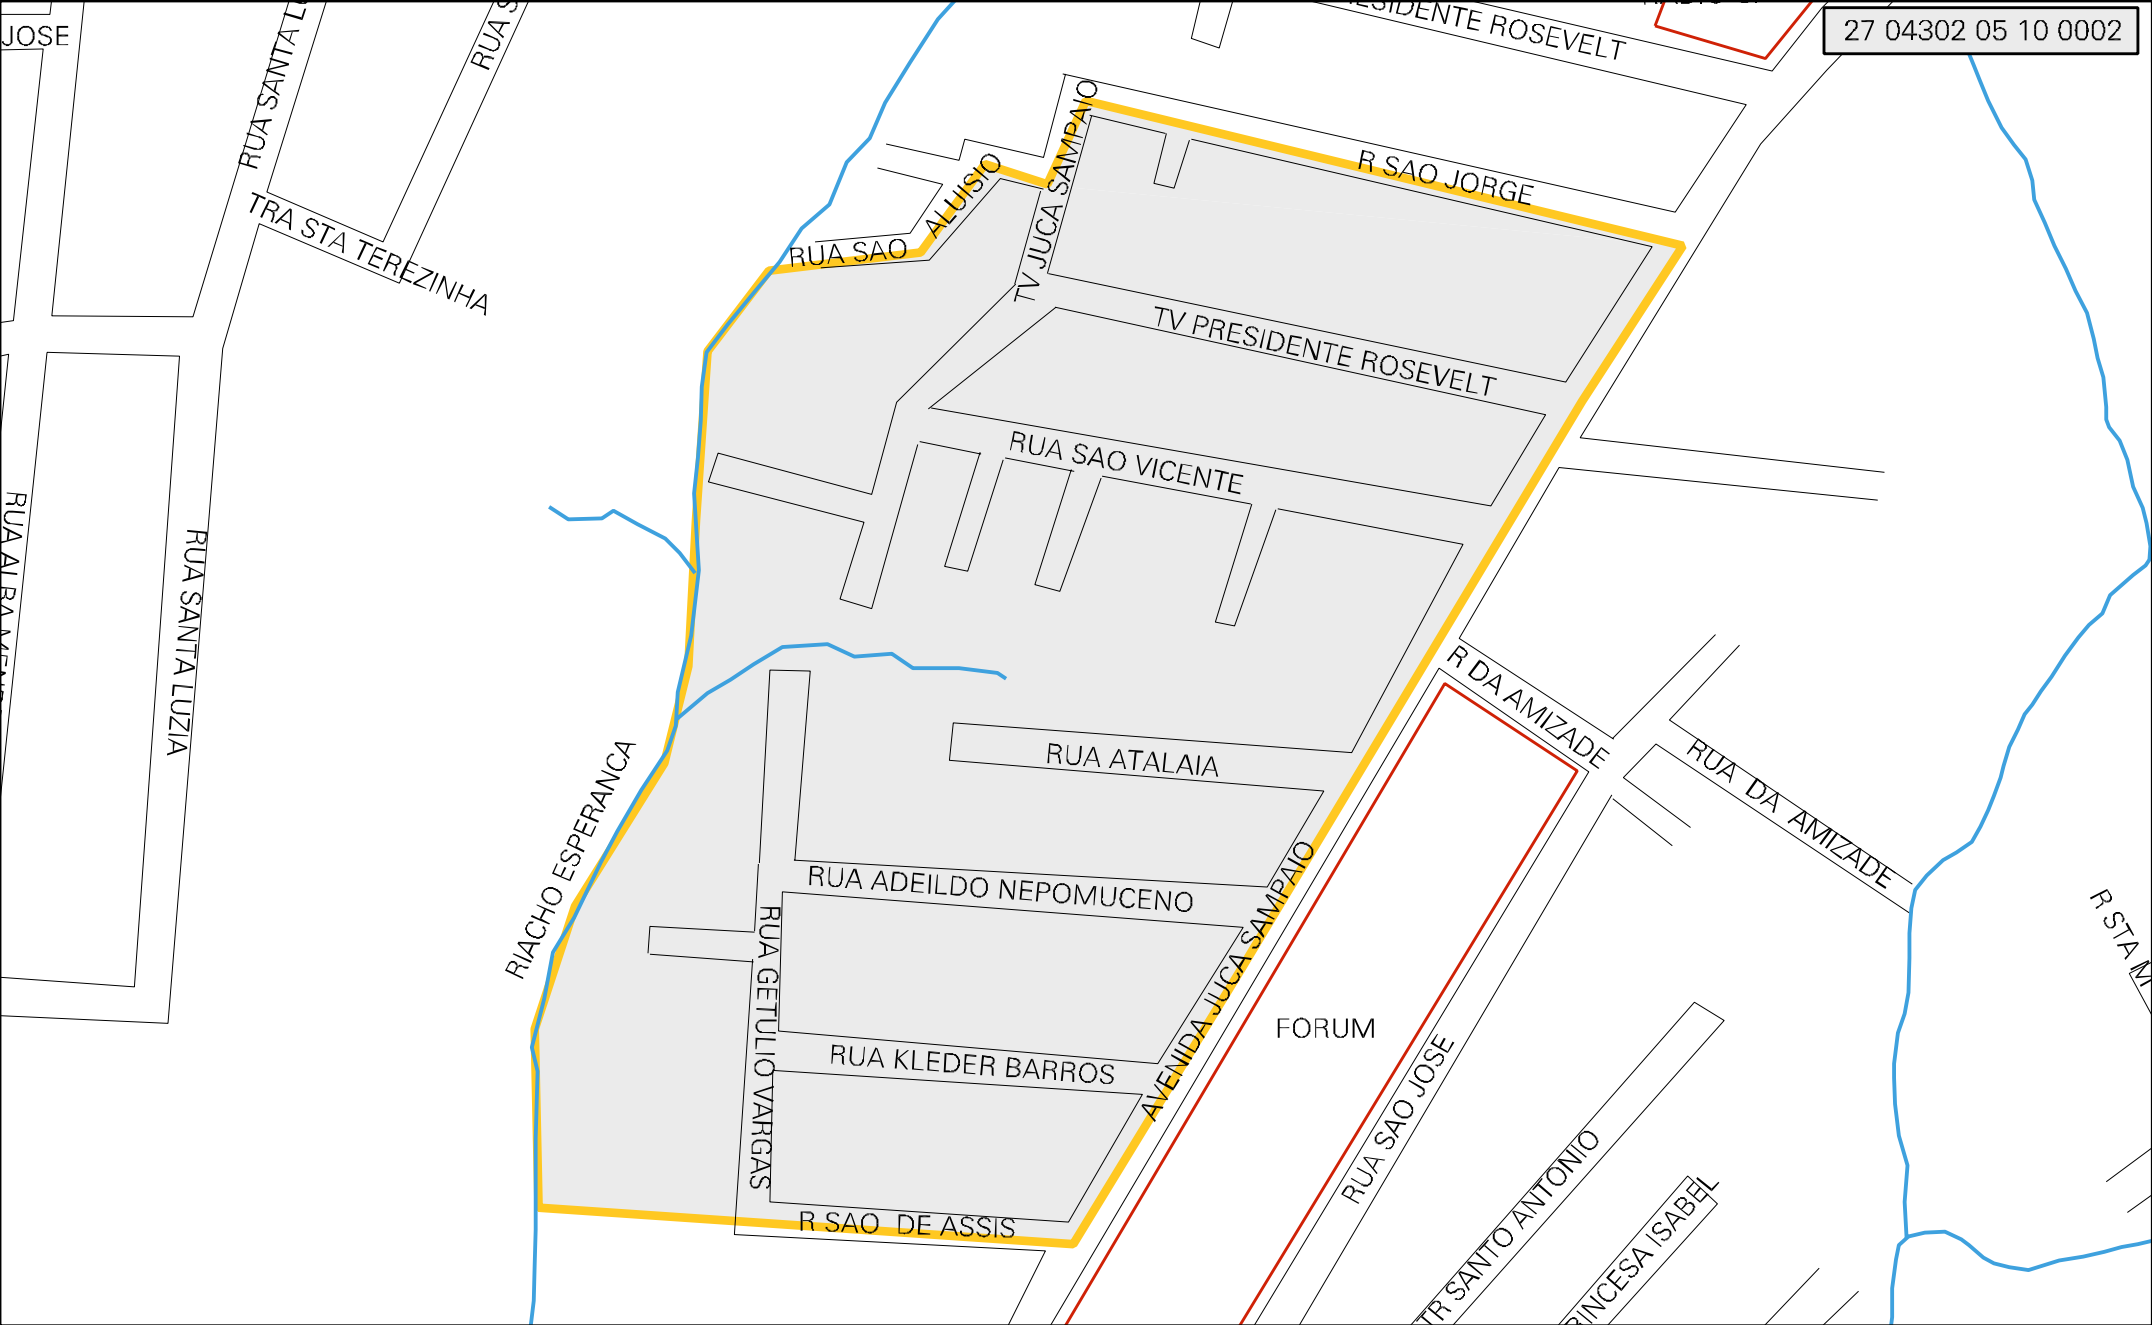 27 04302 05 10 0002
JOSE
RUA SANTA
RUA
ROSEVELT
TRA STA TEREZINHA
RUA SAO ALUISIO
TV JUCA SAMPAIO
R SAO JORGE
TV PRESIDENTE ROSEVELT
RUA SAO VICENTE
RUA ALBA
RUA SANTA LUZIA
R DA AMIZADE
RUA DA AMIZADE
RUA ATALAIA
RIACHO ESPERANCA
RUA ADEILDO NEPOMUCENO
RUA GETULIO VARGAS
AVENIDA JUCA SAMPAIO
R STA M
FORUM
RUA KLEDER BARROS
RUA SAO JOSE
R SAO DE ASSIS
TR SANTO ANTONIO
RINCESA ISABEL